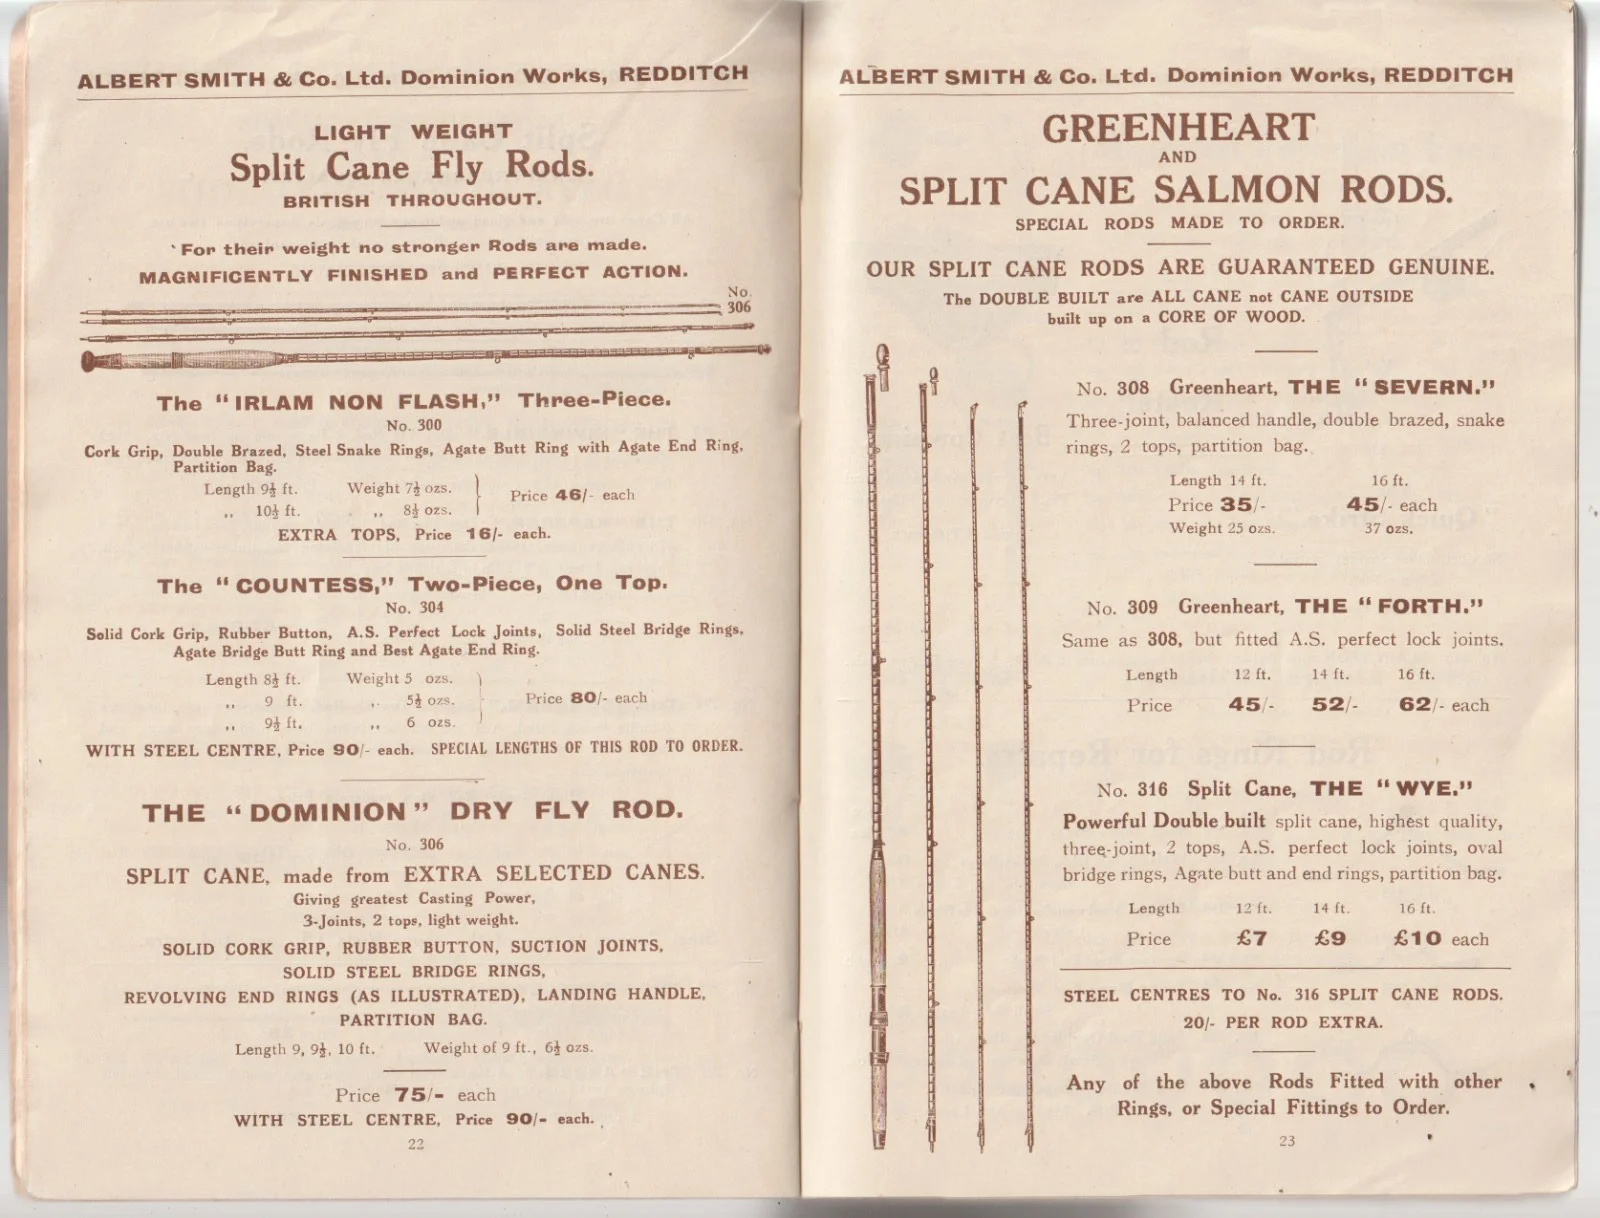 ALBERT SMITH & Co. Ltd. Dominion Works, REDDITCH
LIGHT WEIGHT
Split Cane Fly Rods.
BRITISH THROUGHOUT.
For their weight no stronger Rods are made.
MAGNIFICENTLY FINISHED and PERFECT ACTION.
No.
306
The "IRLAM NON FLASH," Three-Piece.
No. 300
Cork Grip, Double Brazed, Steel Snake Rings, Agate Butt Ring with Agate End Ring,
Partition Bag.
Length 9½ ft. Weight 7½ ozs.
Price 46/- each
,, 10½ ft. ,, 8½ ozs.
EXTRA TOPS, Price 16/- each.
The "COUNTESS," Two-Piece, One Top.
No. 304
Solid Cork Grip, Rubber Button, A.S. Perfect Lock Joints, Solid Steel Bridge Rings,
Agate Bridge Butt Ring and Best Agate End Ring.
Length 8½ ft. Weight 5 ozs.
,, 9 ft. ,, 5½ ozs. Price 80/- each
,, 9½ ft. ,, 6 ozs.
WITH STEEL CENTRE, Price 90/- each. SPECIAL LENGTHS OF THIS ROD TO ORDER.
THE "DOMINION" DRY FLY ROD.
No. 306
SPLIT CANE, made from EXTRA SELECTED CANES.
Giving greatest Casting Power,
3-Joints, 2 tops, light weight.
SOLID CORK GRIP, RUBBER BUTTON, SUCTION JOINTS,
SOLID STEEL BRIDGE RINGS,
REVOLVING END RINGS (AS ILLUSTRATED), LANDING HANDLE,
PARTITION BAG.
Length 9, 9½, 10 ft. Weight of 9 ft., 6½ ozs.
Price 75/- each
WITH STEEL CENTRE, Price 90/- each.
22
ALBERT SMITH & Co. Ltd. Dominion Works, REDDITCH
GREENHEART
AND
SPLIT CANE SALMON RODS.
SPECIAL RODS MADE TO ORDER.
OUR SPLIT CANE RODS ARE GUARANTEED GENUINE.
The DOUBLE BUILT are ALL CANE not CANE OUTSIDE
built up on a CORE OF WOOD.
No. 308 Greenheart, THE "SEVERN."
Three-joint, balanced handle, double brazed, snake
rings, 2 tops, partition bag.
Length 14 ft. 16 ft.
Price 35/- 45/- each
Weight 25 ozs. 37 ozs.
No. 309 Greenheart, THE "FORTH."
Same as 308, but fitted A.S. perfect lock joints.
Length 12 ft. 14 ft. 16 ft.
Price 45/- 52/- 62/- each
No. 316 Split Cane, THE "WYE."
Powerful Double built split cane, highest quality,
three-joint, 2 tops, A.S. perfect lock joints, oval
bridge rings, Agate butt and end rings, partition bag.
Length 12 ft. 14 ft. 16 ft.
Price £7 £9 £10 each
STEEL CENTRES TO No. 316 SPLIT CANE RODS.
20/- PER ROD EXTRA.
Any of the above Rods Fitted with other
Rings, or Special Fittings to Order.
23